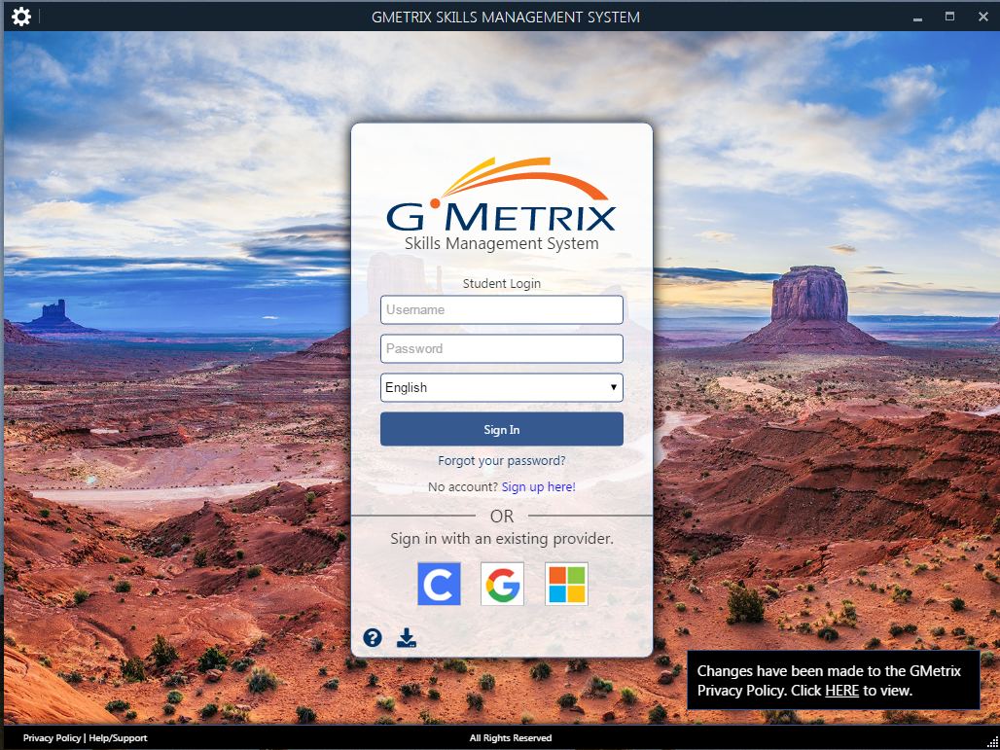 GMETRIX SKILLS MANAGEMENT SYSTEM
G METRIX
Skills Management System
Student Login
Username
Password
English
Sign In
Forgot your password?
No account? Sign up here!
OR
Sign in with an existing provider.
C G
?
Changes have been made to the GMetrix
Privacy Policy. Click HERE to view.
Privacy Policy | Help/Support
All Rights Reserved